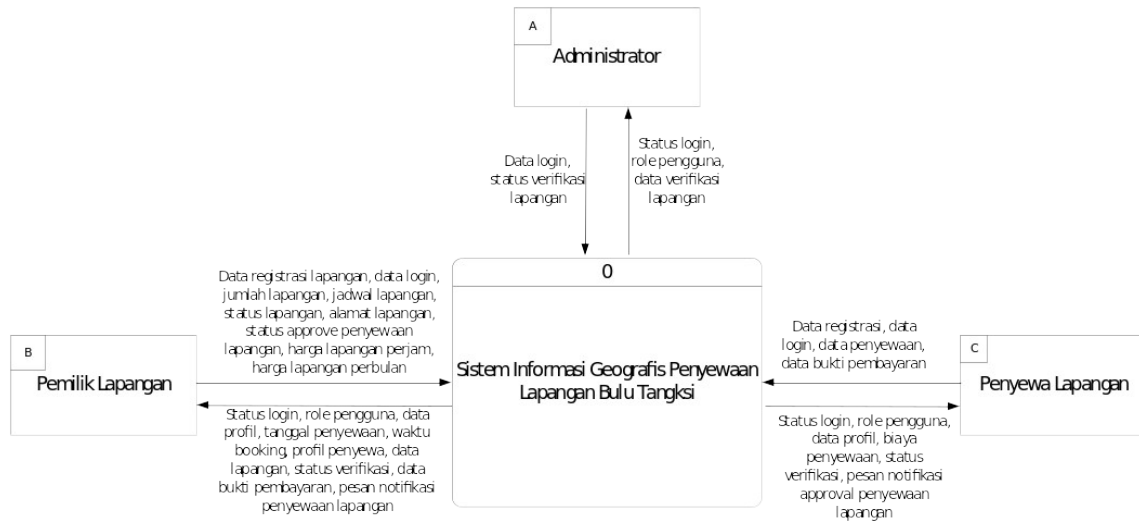 A
Administrator
Data login,
status verifikasi
lapangan
Status login,
role pengguna,
data verifikasi
lapangan
0
Sistem Informasi Geografis Penyewaan
Lapangan Bulu Tangksi
Data registrasi lapangan, data login,
jumlah lapangan, jadwal lapangan,
status lapangan, alamat lapangan,
status approve penyewaan
lapangan, harga lapangan perjam,
harga lapangan perbulan
B
Pemilik Lapangan
Status login, role pengguna, data
profil, tanggal penyewaan, waktu
booking, profil penyewa, data
lapangan, status verifikasi, data
bukti pembayaran, pesan notifikasi
penyewaan lapangan
Data registrasi, data
login, data penyewaan,
data bukti pembayaran
C
Penyewa Lapangan
Status login, role pengguna,
data profil, biaya
penyewaan, status
verifikasi, pesan notifikasi
approval penyewaan
lapangan